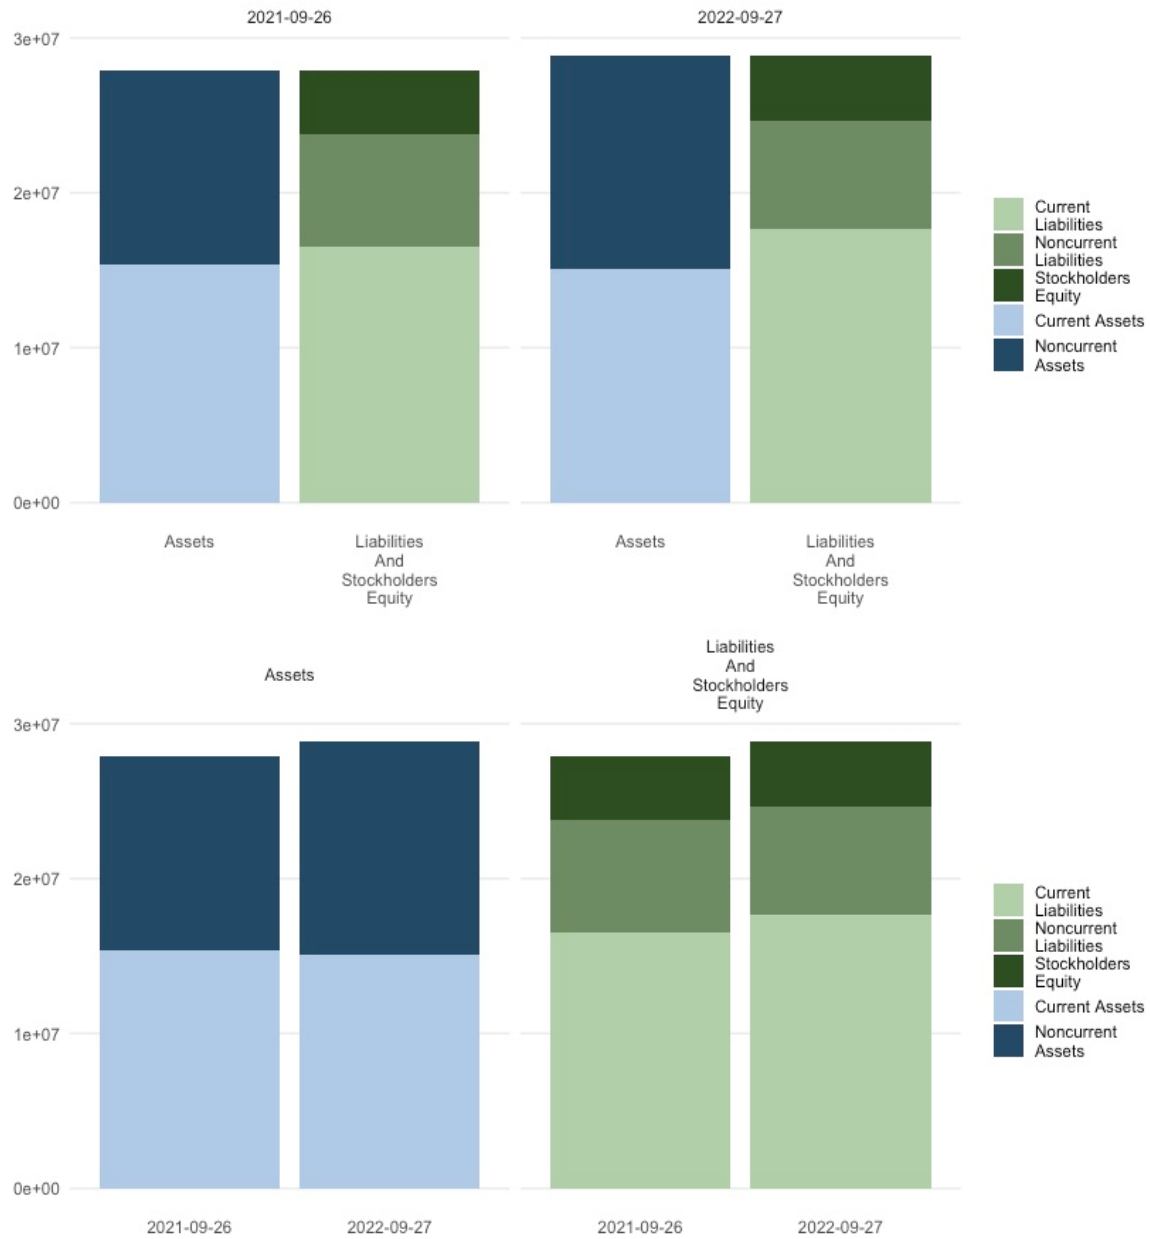 2021-09-26
2022-09-27
3e+07
2e+07
1e+07
0e+00
Assets
Liabilities
And
Stockholders
Equity
Assets
Liabilities
And
Stockholders
Equity
Current
Liabilities
Noncurrent
Liabilities
Stockholders
Equity
Current Assets
Noncurrent
Assets
Assets
Liabilities
And
Stockholders
Equity
3e+07
2e+07
1e+07
0e+00
2021-09-26
2022-09-27
2021-09-26
2022-09-27
Current
Liabilities
Noncurrent
Liabilities
Stockholders
Equity
Current Assets
Noncurrent
Assets